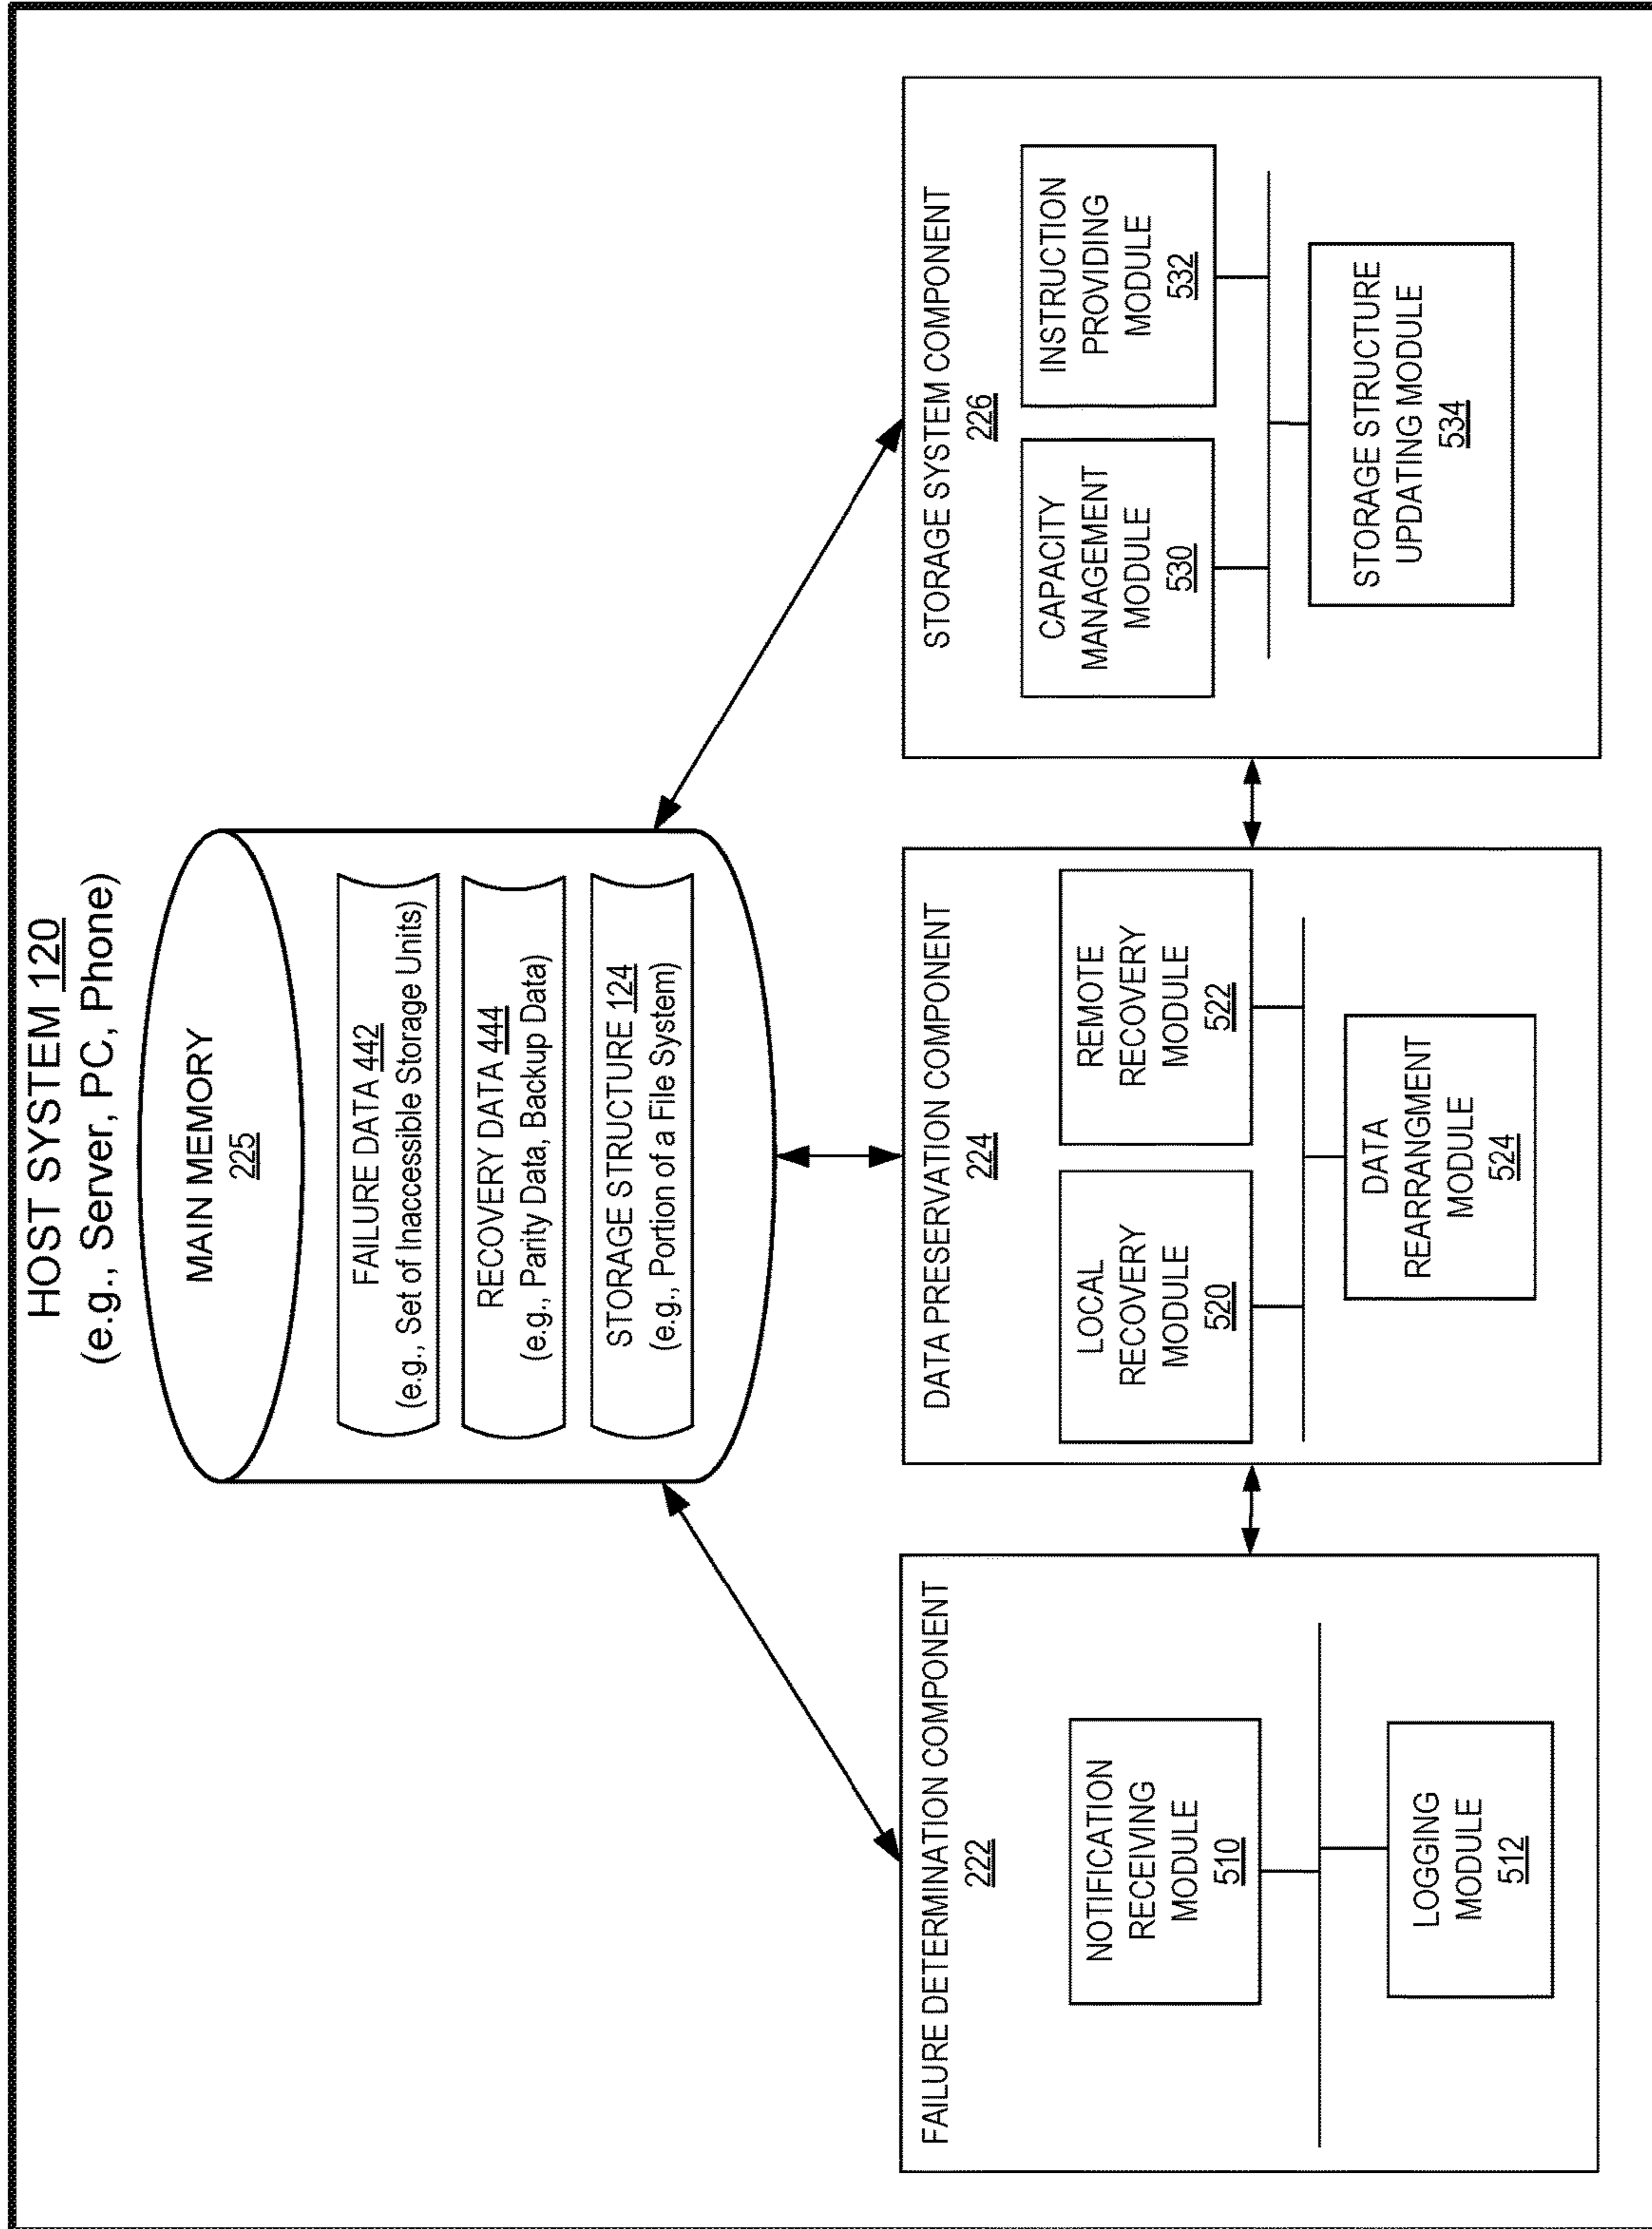 HOST SYSTEM 120
(e.g., Server, PC, Phone)
MAIN MEMORY
225
FAILURE DATA 442
(e.g., Set of Inaccessible Storage Units)
RECOVERY DATA 444
(e.g., Parity Data, Backup Data)
STORAGE STRUCTURE 124
(e.g., Portion of a File System)
FAILURE DETERMINATION COMPONENT
222
NOTIFICATION
RECEIVING
MODULE
510
LOGGING
MODULE
512
DATA PRESERVATION COMPONENT
224
LOCAL
RECOVERY
MODULE
520
REMOTE
RECOVERY
MODULE
522
DATA
REARRANGMENT
MODULE
524
STORAGE SYSTEM COMPONENT
226
CAPACITY
MANAGEMENT
MODULE
530
INSTRUCTION
PROVIDING
MODULE
532
STORAGE STRUCTURE
UPDATING MODULE
534